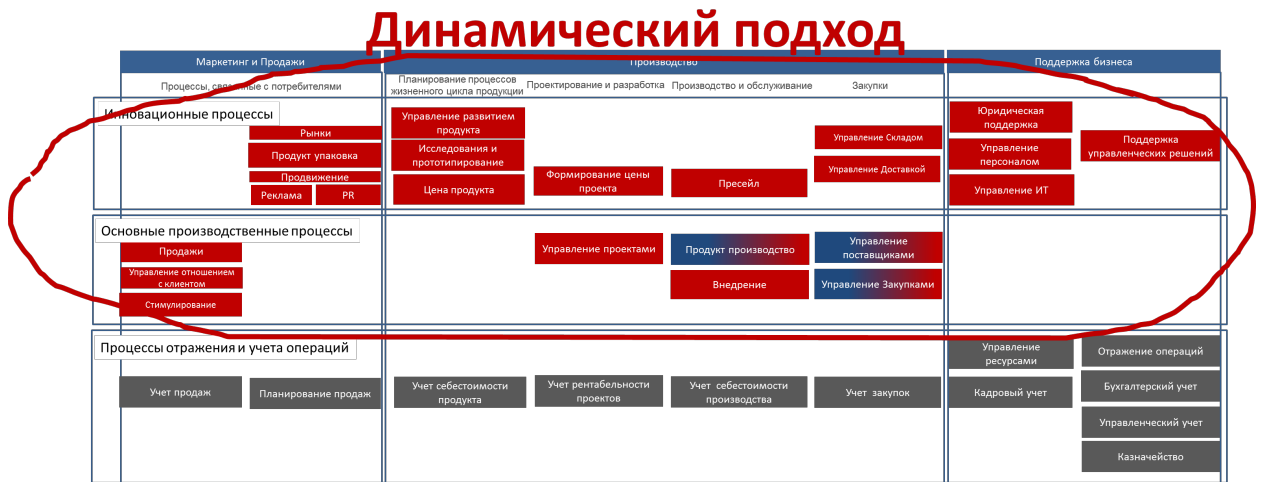 Динамический подход
Маркетинг и Продажи
Производство
Поддержка бизнеса
Процессы, связанные с потребителями
Планирование процессов
жизненного цикла продукции
Проектирование и разработка
Производство и обслуживание
Закупки
Инновационные процессы
Рынки
Продукт упаковка
Продвижение
Реклама
PR
Управление развитием
продукта
Исследования и
прототипирование
Цена продукта
Формирование цены
проекта
Пресейл
Управление Складом
Управление Доставкой
Юридическая
поддержка
Управление
персоналом
Управление ИТ
Поддержка
управленческих решений
Основные производственные процессы
Продажи
Управление отношением
с клиентом
Стимулирование
Управление проектами
Продукт производство
Внедрение
Управление
поставщиками
Управление Закупками
Процессы отражения и учета операций
Учет продаж
Планирование продаж
Учет себестоимости
продукта
Учет рентабельности
проектов
Учет себестоимости
производства
Учет закупок
Управление
ресурсами
Кадровый учет
Отражение операций
Бухгалтерский учет
Управленческий учет
Казначейство